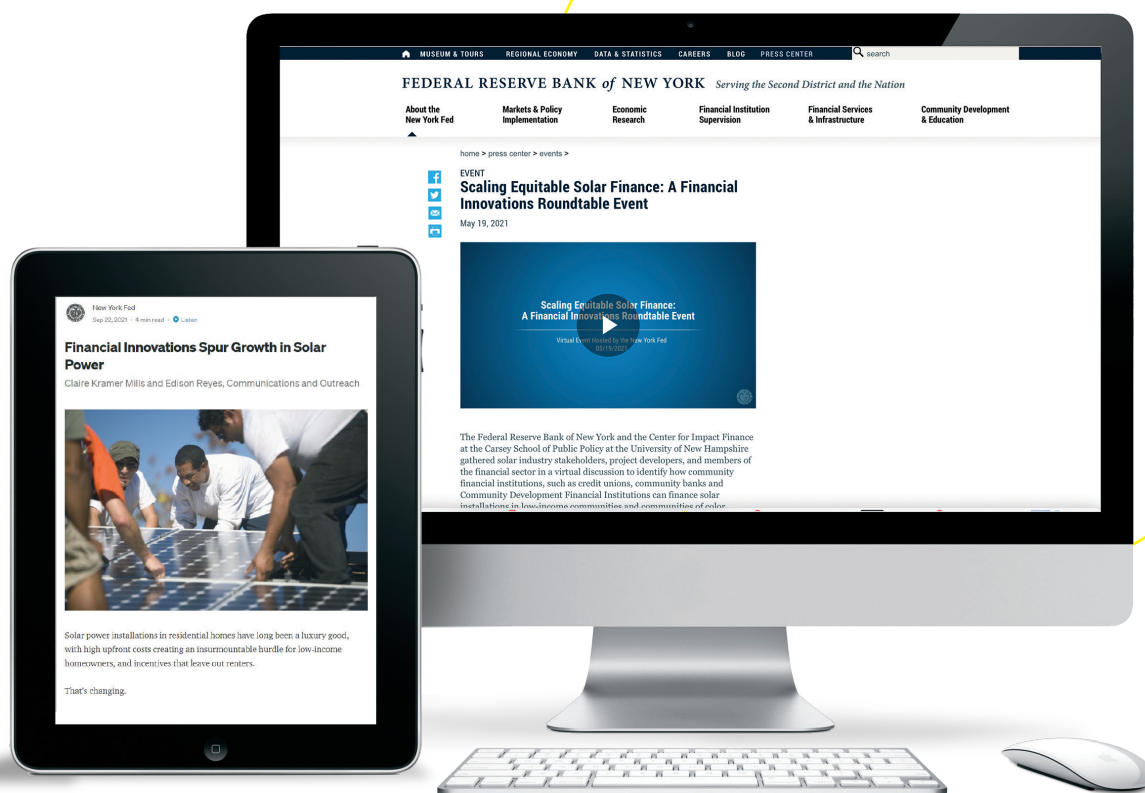 MUSEUM & TOURS REGIONAL ECONOMY DATA & STATISTICS CAREERS BLOG PRESS CENTER search
FEDERAL RESERVE BANK of NEW YORK Serving the Second District and the Nation
About the Markets & Policy Economic Financial Institution Financial Services Community Development
New York Fed Implementation Research Supervision & Infrastructure & Education
home > press center > events >
EVENT
Scaling Equitable Solar Finance: A Financial
Innovations Roundtable Event
May 19, 2021
Scaling Equitable Solar Finance:
A Financial Innovations Roundtable Event
Virtual Event Hosted by the New York Fed
05/19/2021
The Federal Reserve Bank of New York and the Center for Impact Finance
at the Carsey School of Public Policy at the University of New Hampshire
gathered solar industry stakeholders, project developers, and members of
the financial sector in a virtual discussion to identify how community
financial institutions, such as credit unions, community banks and
Community Development Financial Institutions can finance solar
installations in low-income communities and communities of color
New York Fed
Sep 22, 2021 · 4 min read · Listen
Financial Innovations Spur Growth in Solar
Power
Claire Kramer Mills and Edison Reyes, Communications and Outreach
Solar power installations in residential homes have long been a luxury good,
with high upfront costs creating an insurmountable hurdle for low-income
homeowners, and incentives that leave out renters.
That's changing.